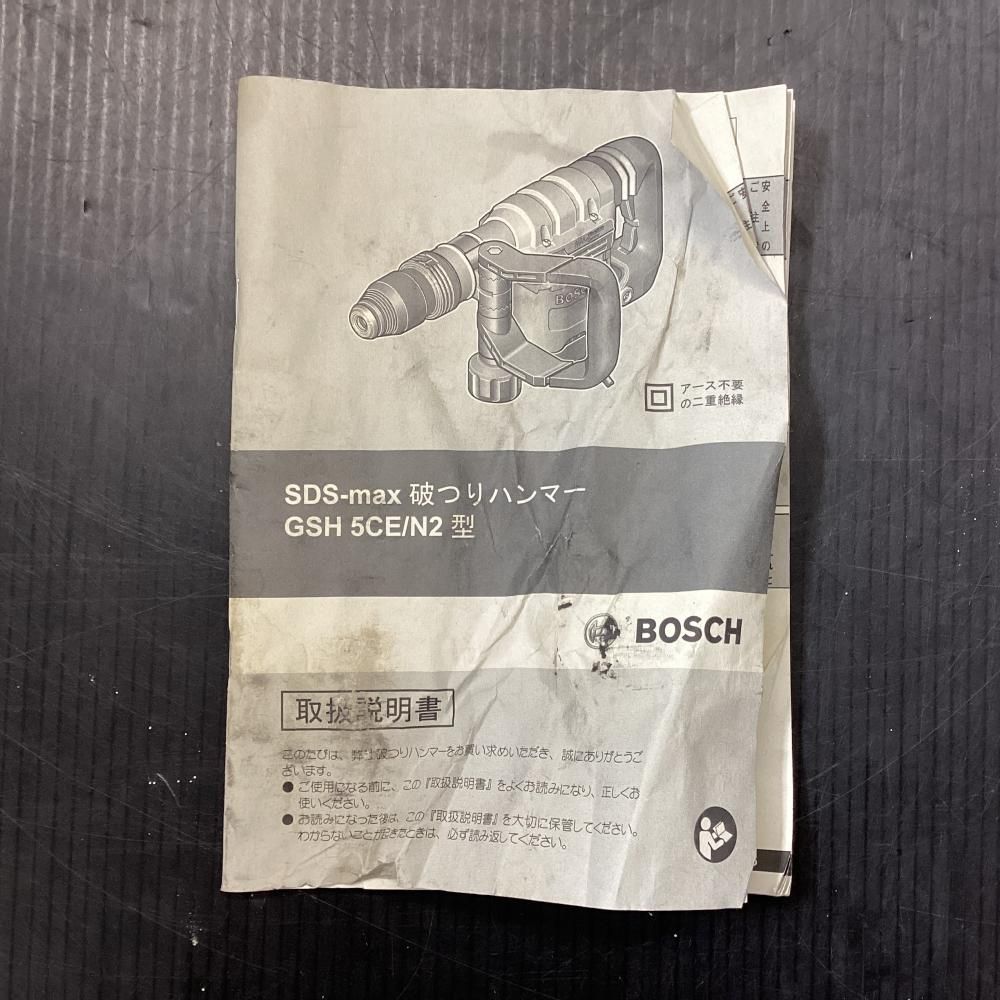 安全上の
ご注
BOSC
アース不要
の二重絶縁
SDS-max 破つりハンマー
GSH 5CE/N2 型
BOSCH
取扱説明書
このたびは、弊社破つりハンマーをお買い求めいただき、誠にありがとうご
ざいます。
● ご使用になる前に、この『取扱説明書』をよくお読みになり、正しくお
使いください。
● お読みになった後は、この『取扱説明書』を大切に保管してください。
わからないことが起きたときは、必ず読み返してください。